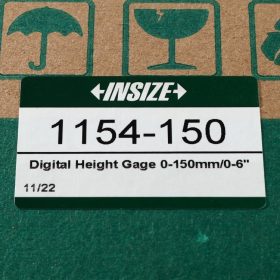 INSIZE
1154-150
Digital Height Gage 0-150mm/0-6"
11/22